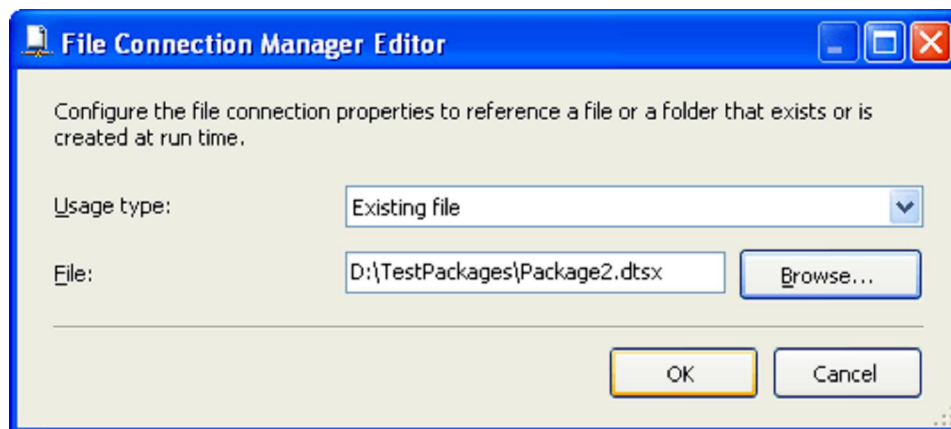 File Connection Manager Editor
Configure the file connection properties to reference a file or a folder that exists or is
created at run time.
Usage type:
Existing file
File:
D:\TestPackages\Package2.dtsx
Browse...
OK
Cancel